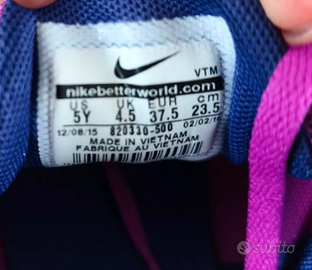 VTM
nikebetterworld.com
US UK EUR cm
5Y 4.5 37.5 23.5
12/08/15 820330-500 02/02/16
MADE IN VIETNAM
FABRIQUE AU VIETNAM
subito